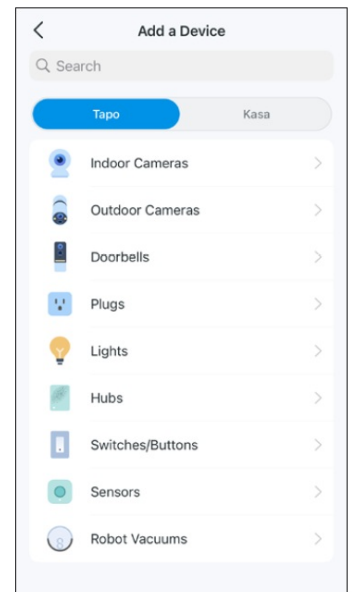 Add a Device
Search
Tapo Kasa
Indoor Cameras
Outdoor Cameras
Doorbells
Plugs
Lights
Hubs
Switches/Buttons
Sensors
Robot Vacuums